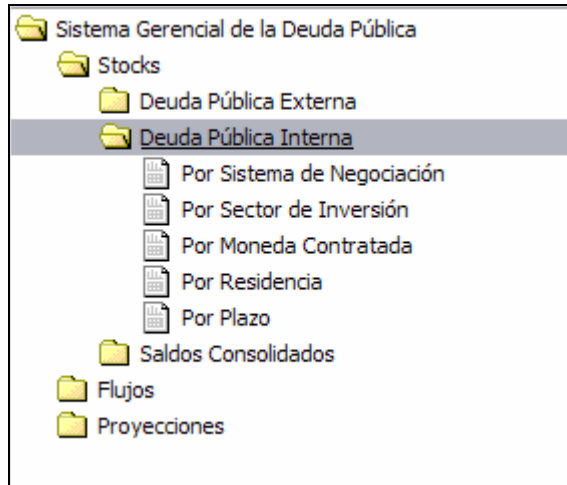 Sistema Gerencial de la Deuda Pública
Stocks
Deuda Pública Externa
Deuda Pública Interna
Por Sistema de Negociación
Por Sector de Inversión
Por Moneda Contratada
Por Residencia
Por Plazo
Saldos Consolidados
Flujos
Proyecciones